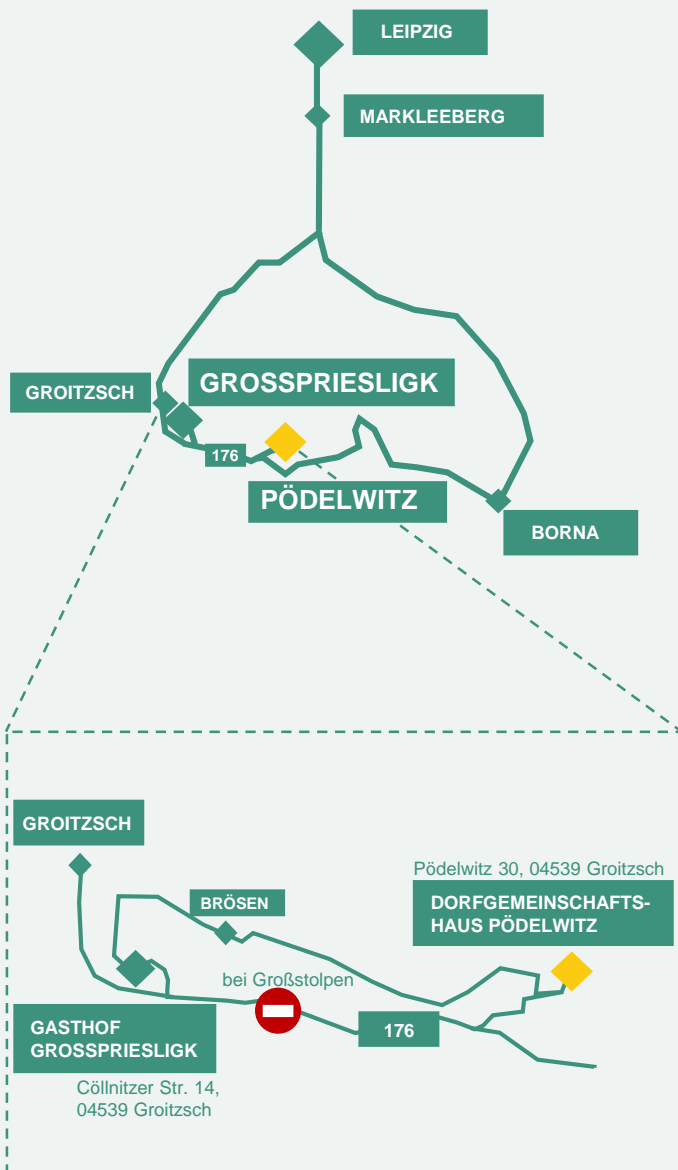 LEIPZIG
MARKLEEBERG
GROSSPRIESLIGK
GROITZSCH
176
PÖDELWITZ
BORNA
GROITZSCH
Pödelwitz 30, 04539 Groitzsch
BRÖSEN
DORFGEMEINSCHAFTS-
HAUS PÖDELWITZ
bei Großstolpen
176
GASTHOF
GROSSPRIESLIGK
Cöllnitzer Str. 14,
04539 Groitzsch